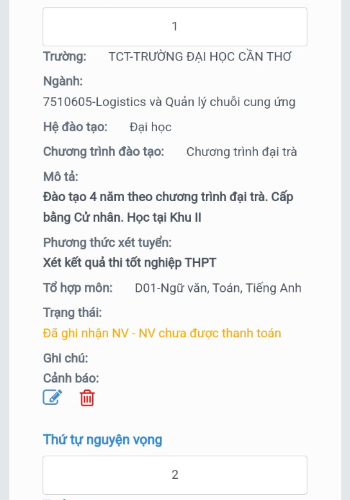 1
Trường: TCT-TRƯỜNG ĐẠI HỌC CẦN THƠ
Ngành:
7510605-Logistics và Quản lý chuỗi cung ứng
Hệ đào tạo: Đại học
Chương trình đào tạo: Chương trình đại trà
Mô tả:
Đào tạo 4 năm theo chương trình đại trà. Cấp
bằng Cử nhân. Học tại Khu II
Phương thức xét tuyển:
Xét kết quả thi tốt nghiệp THPT
Tổ hợp môn: D01-Ngữ văn, Toán, Tiếng Anh
Trạng thái:
Đã ghi nhận NV - NV chưa được thanh toán
Ghi chú:
Cảnh báo:
Thứ tự nguyện vọng
2